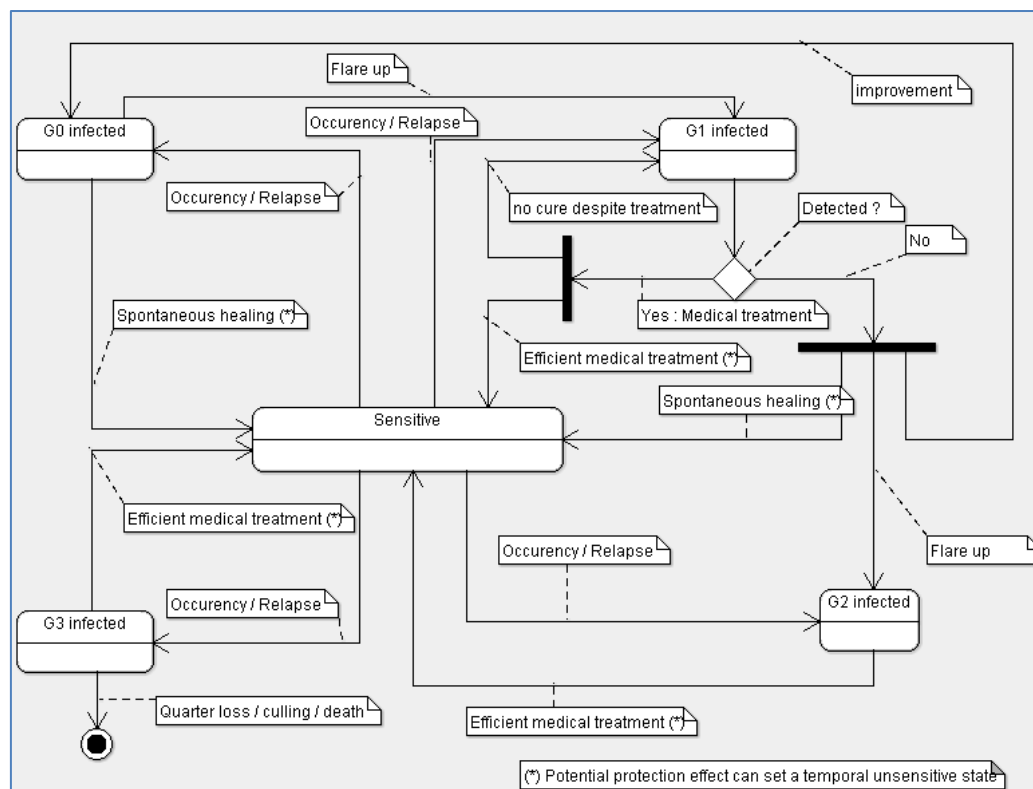 Flare up
improvement
G0 infected
Occurency / Relapse
G1 infected
Occurency / Relapse
no cure despite treatment
Detected ?
No
Spontaneous healing (*)
Yes : Medical treatment
Efficient medical treatment (*)
Spontaneous healing (*)
Sensitive
Efficient medical treatment (*)
Occurency / Relapse
Flare up
Occurency / Relapse
G2 infected
G3 infected
Quarter loss / culling / death
Efficient medical treatment (*)
(*) Potential protection effect can set a temporal unsensitive state